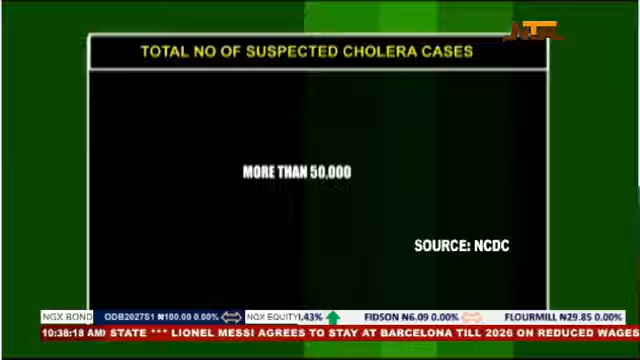 NTA
TOTAL NO OF SUSPECTED CHOLERA CASES
MORE THAN 50,000
SOURCE: NCDC
NGX BOND ODB2027S1 ₦100.00 0.00% NGX EQUITY .43% FIDSON ₦6.09 0.00% FLOURMILL ₦29.85 0.00%
10:38:18 AM STATE *** LIONEL MESSI AGREES TO STAY AT BARCELONA TILL 2026 ON REDUCED WAGES